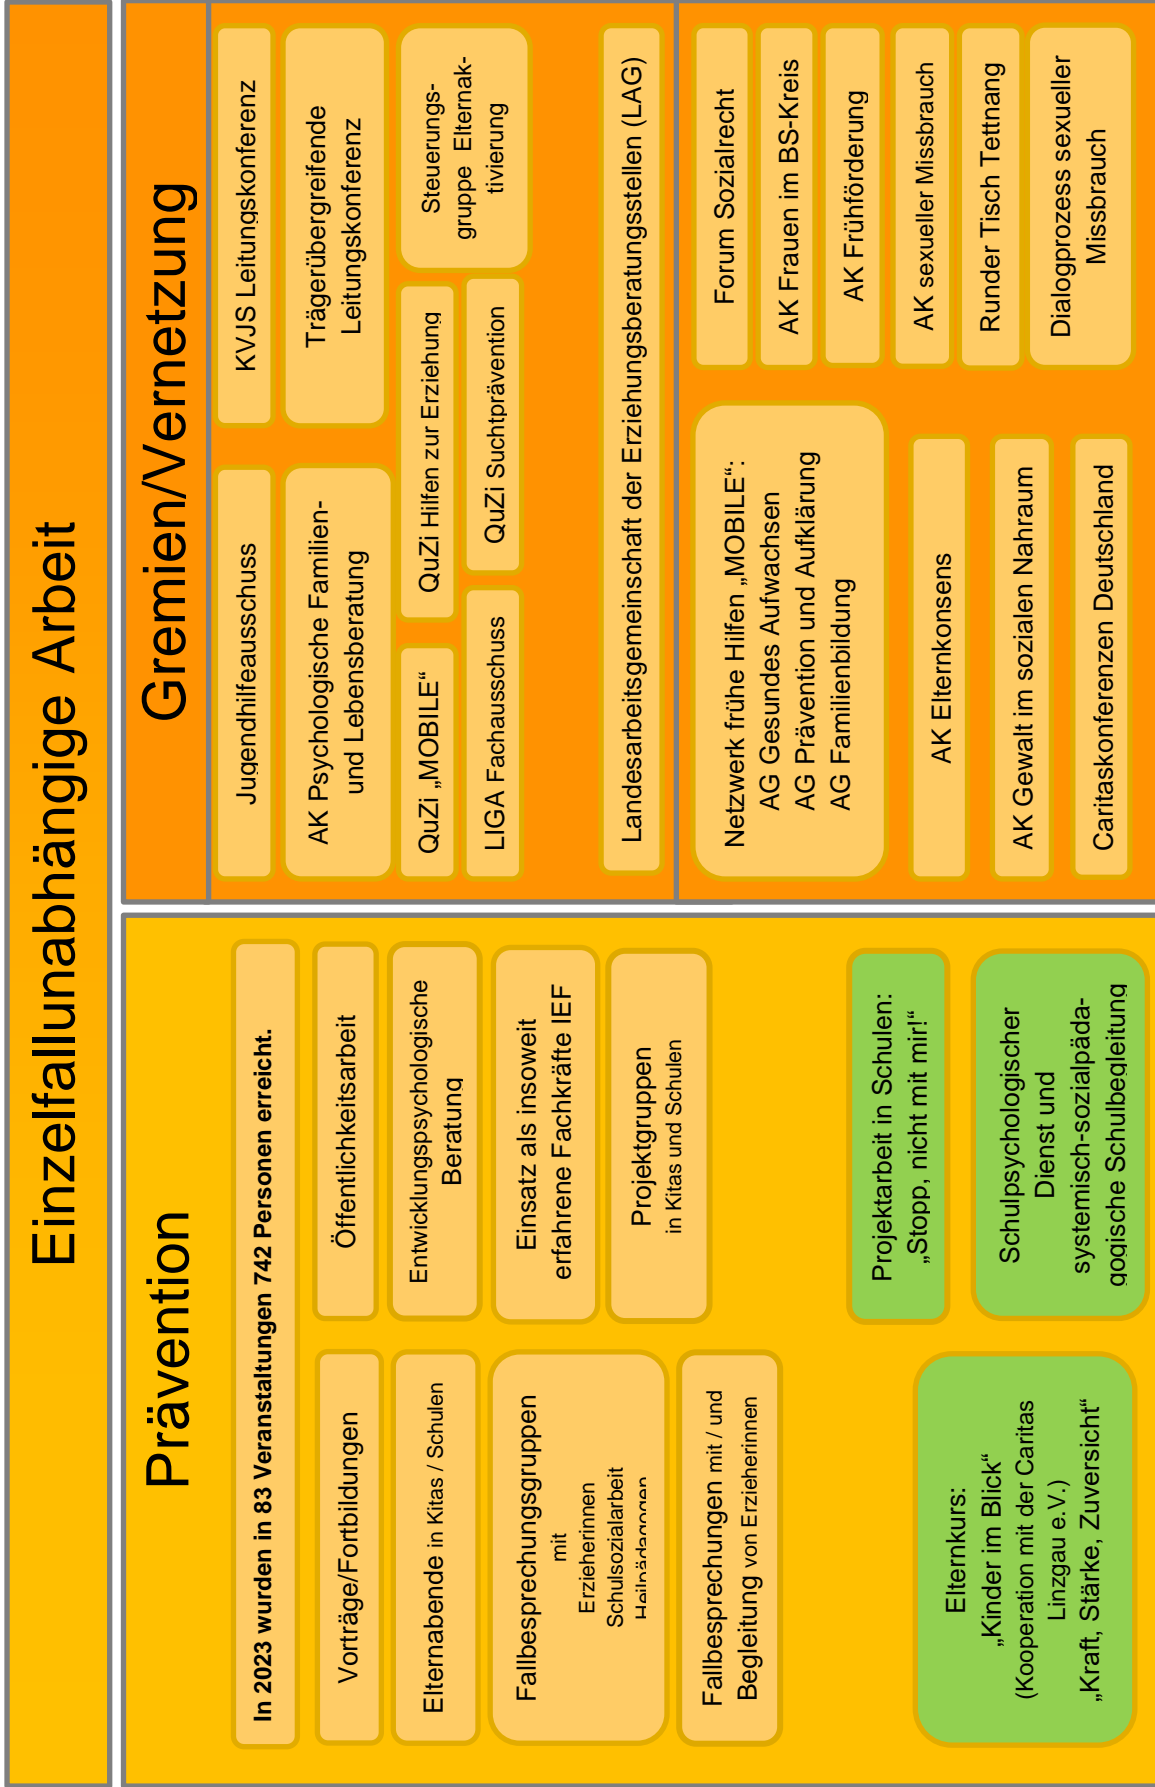 Einzelfallunabhängige Arbeit
Prävention
In 2023 wurden in 83 Veranstaltungen 742 Personen erreicht.
Vorträge/Fortbildungen
Öffentlichkeitsarbeit
Elternabende in Kitas / Schulen
Entwicklungspsychologische
Beratung
Fallbesprechungsgruppen
mit
Erzieherinnen
Schulsozialarbeit
Heilpädagogen
Einsatz als insoweit
erfahrene Fachkräfte IEF
Projektgruppen
in Kitas und Schulen
Fallbesprechungen mit / und
Begleitung von Erzieherinnen
Projektarbeit in Schulen:
„Stopp, nicht mit mir!“
Elternkurs:
„Kinder im Blick“
(Kooperation mit der Caritas
Linzgau e.V.)
„Kraft, Stärke, Zuversicht“
Schulpsychologischer
Dienst und
systemisch-sozialpäda-
gogische Schulbegleitung
Gremien/Vernetzung
Jugendhilfeausschuss
KVJS Leitungskonferenz
AK Psychologische Familien-
und Lebensberatung
Trägerübergreifende
Leitungskonferenz
QuZi „MOBILE“
QuZi Hilfen zur Erziehung
Steuerungs-
gruppe Elternak-
tivierung
LIGA Fachausschuss
QuZi Suchtprävention
Landesarbeitsgemeinschaft der Erziehungsberatungsstellen (LAG)
Netzwerk frühe Hilfen „MOBILE“:
AG Gesundes Aufwachsen
AG Prävention und Aufklärung
AG Familienbildung
Forum Sozialrecht
AK Frauen im BS-Kreis
AK Frühförderung
AK Elternkonsens
AK sexueller Missbrauch
AK Gewalt im sozialen Nahraum
Runder Tisch Tettnang
Caritaskonferenzen Deutschland
Dialogprozess sexueller
Missbrauch